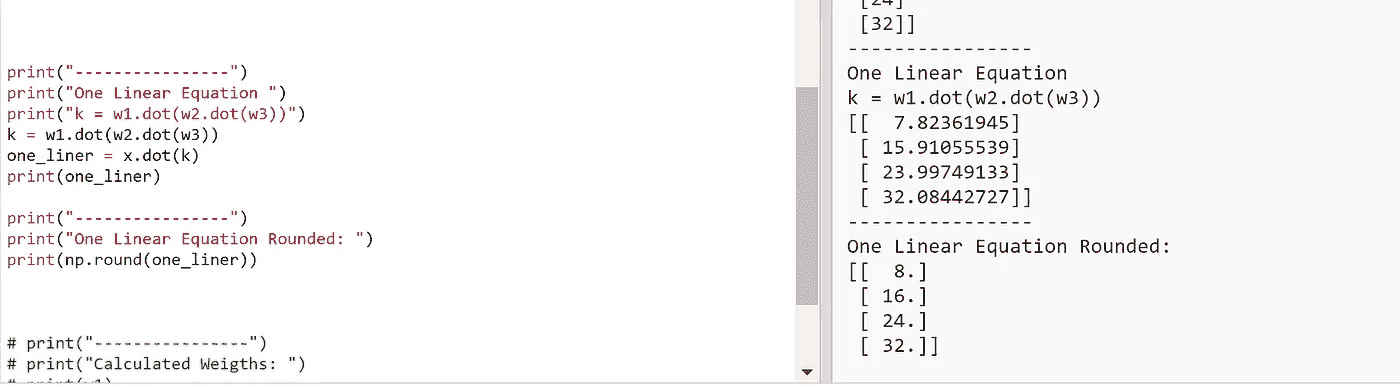 print("----------------")
print("One Linear Equation ")
print("k = w1.dot(w2.dot(w3))")
k = w1.dot(w2.dot(w3))
one_liner = x.dot(k)
print(one_liner)
print("----------------")
print("One Linear Equation Rounded: ")
print(np.round(one_liner))
# print("----------------")
# print("Calculated Weigths: ")
# print(w1)
[24]
[32]]
----------------
One Linear Equation
k = w1.dot(w2.dot(w3))
[[  7.82361945]
[ 15.91055539]
[ 23.99749133]
[ 32.08442727]]
----------------
One Linear Equation Rounded:
[[  8.]
[ 16.]
[ 24.]
[ 32.]]